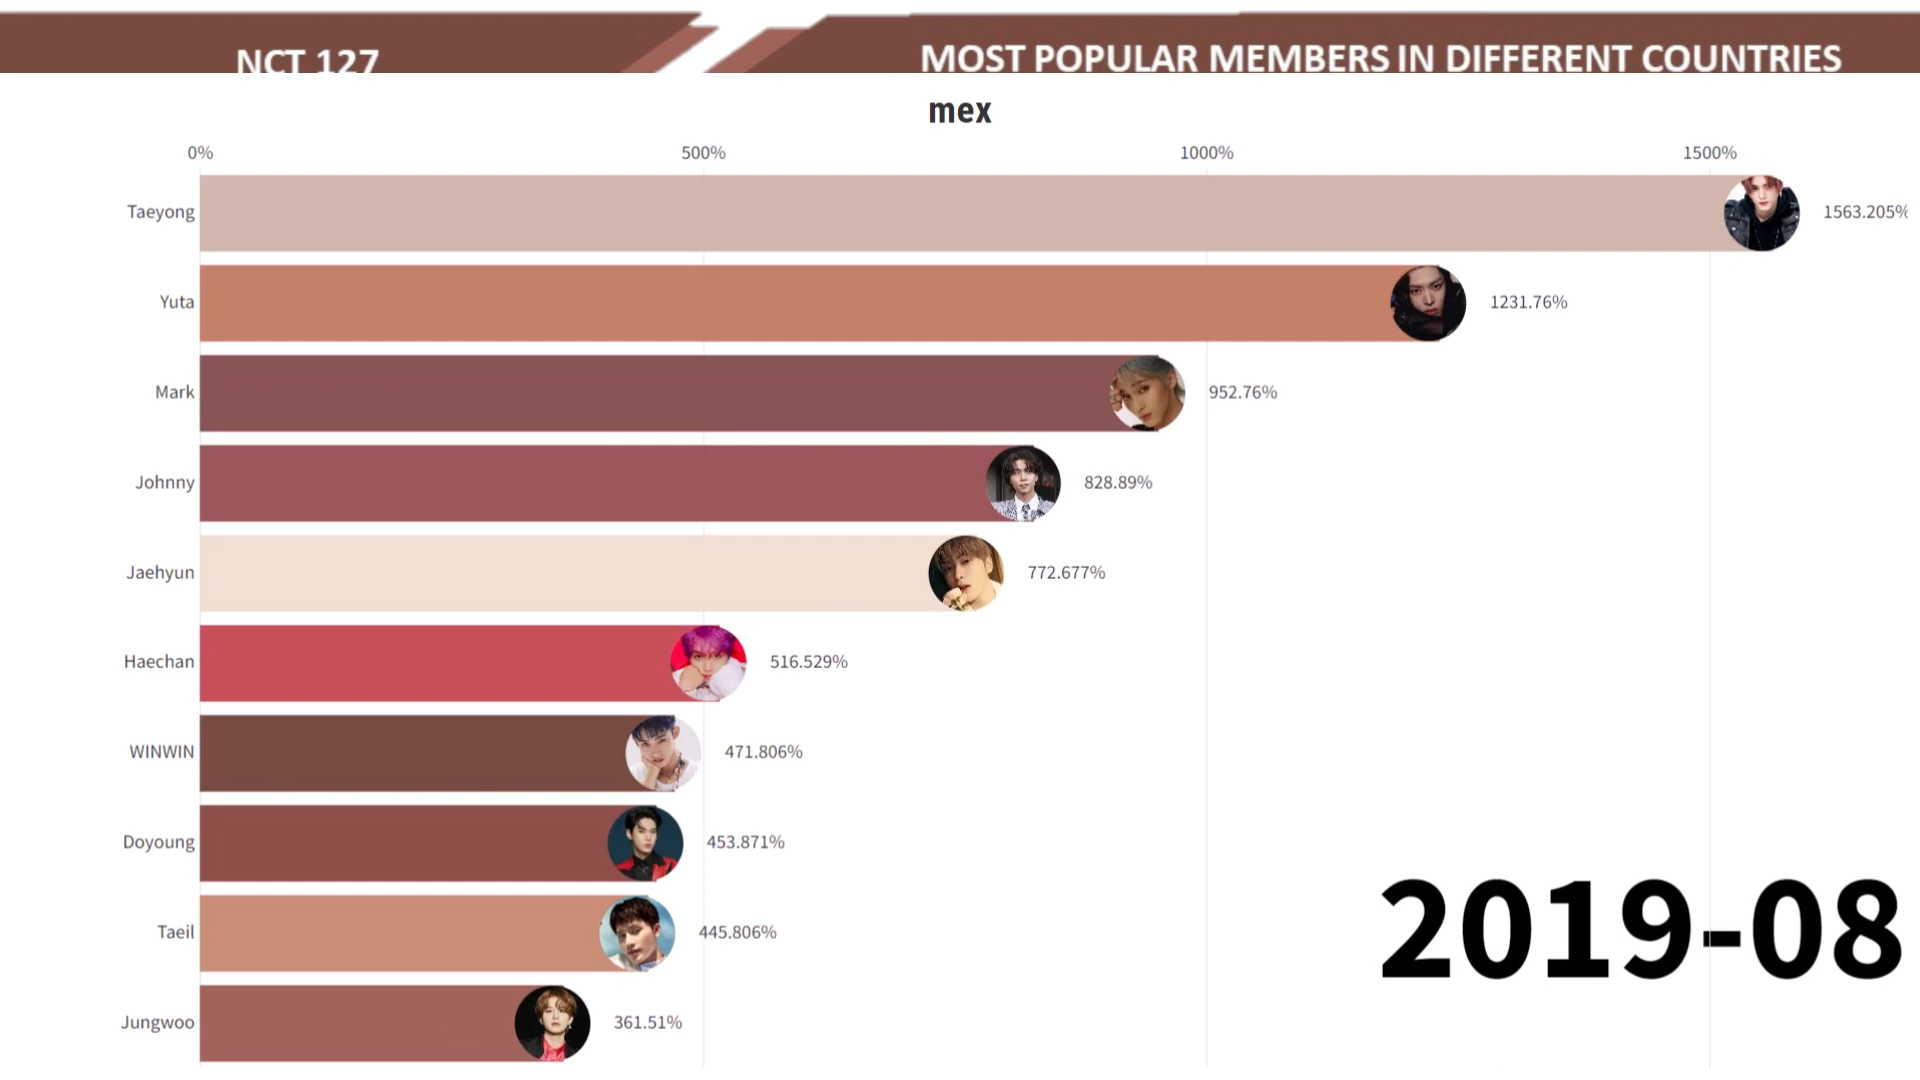 NCT 127
MOST POPULAR MEMBERS IN DIFFERENT COUNTRIES
mex
0% 500% 1000% 1500%
Taeyong 1563.205%
Yuta 1231.76%
Mark 952.76%
Johnny 828.89%
Jaehyun 772.677%
Haechan 516.529%
WINWIN 471.806%
Doyoung 453.871%
Taeil 445.806%
Jungwoo 361.51%
2019-08